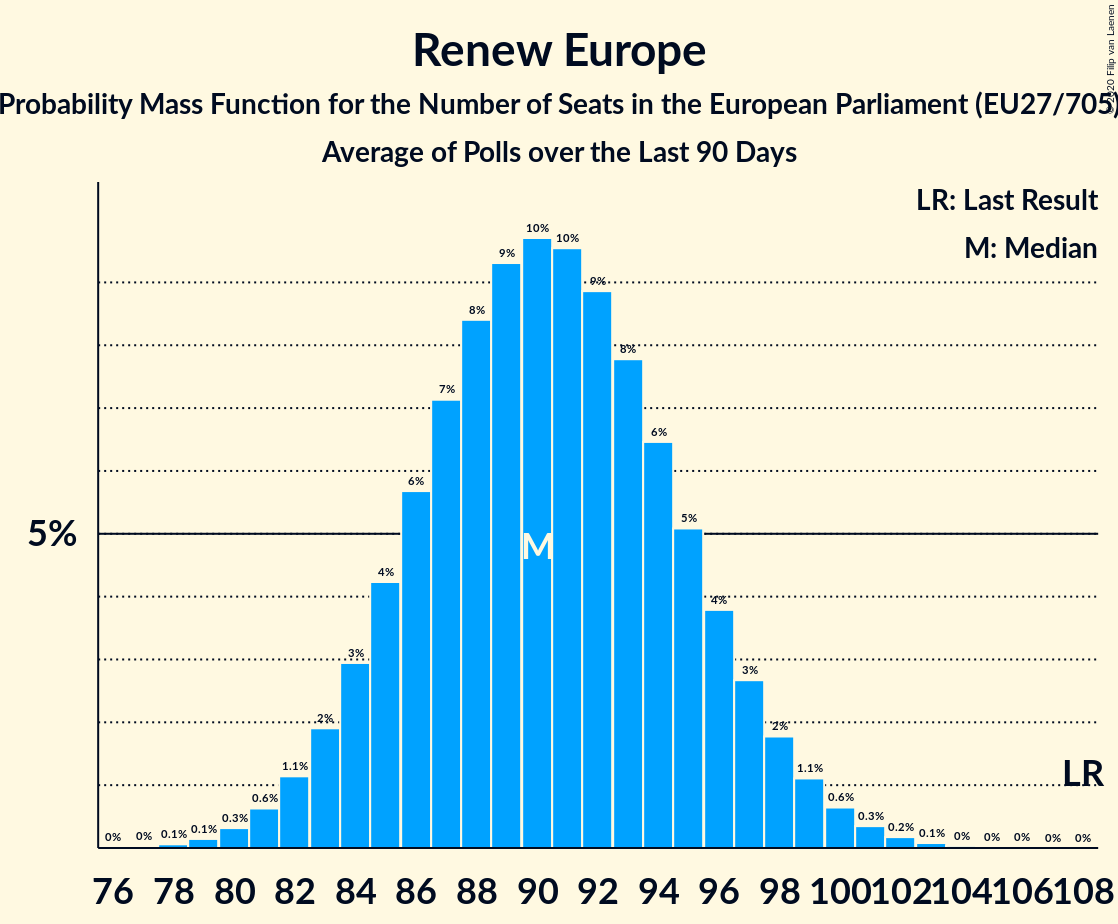 Renew Europe
Probability Mass Function for the Number of Seats in the European Parliament (EU27/705)
Average of Polls over the Last 90 Days
© 2020 Filip van Laenen
LR: Last Result
M: Median
5%
0% 0% 0.1% 0.1% 0.3% 0.6% 1.1% 2% 3% 4% 6% 7% 8% 9% 10% 10% 9% 8% 6% 5% 4% 3% 2% 1.1% 0.6% 0.3% 0.2% 0.1% 0% 0% 0% 0% 0%
M
LR
76 78 80 82 84 86 88 90 92 94 96 98 100 102 104 106 108